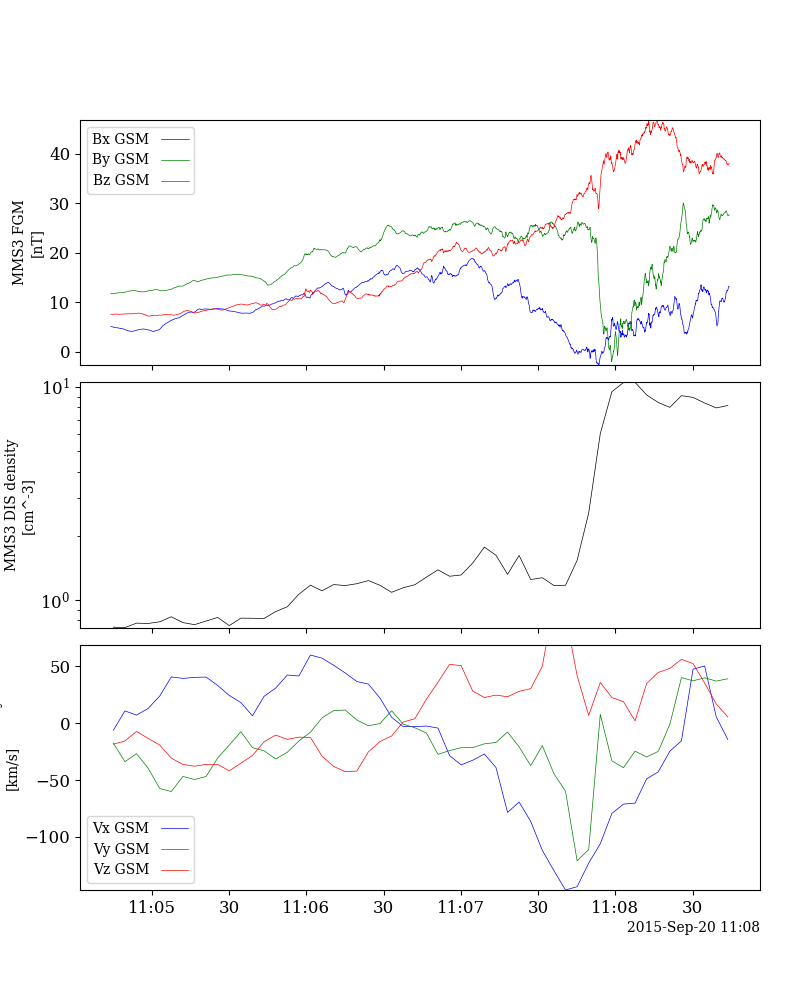 40
30
20
10
0
MMS3 FGM
[nT]
Bx GSM
By GSM
Bz GSM
10^1
10^0
MMS3 DIS density
[cm^-3]
50
0
−50
−100
[km/s]
Vx GSM
Vy GSM
Vz GSM
11:05 30 11:06 30 11:07 30 11:08 30
2015-Sep-20 11:08